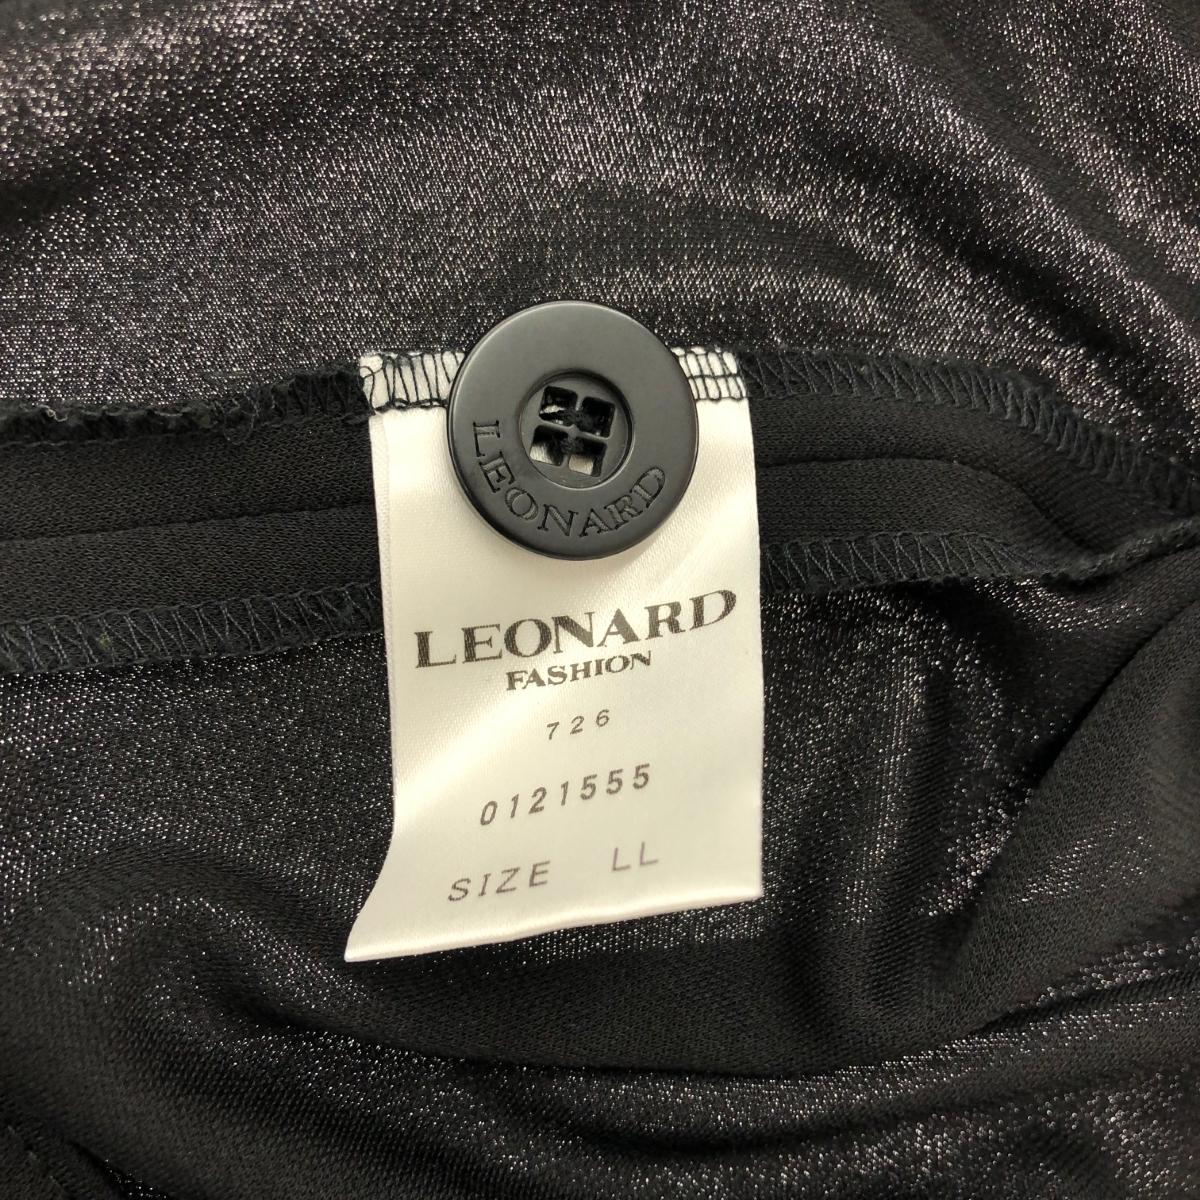 LEONARD
LEONARD
FASHION
726
0121555
SIZE LL